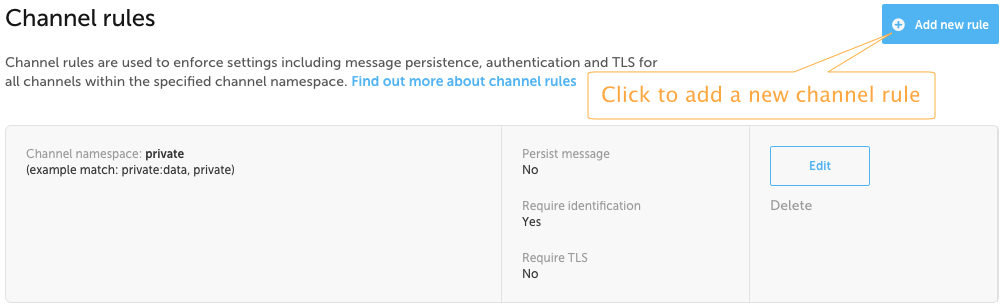 Channel rules
Add new rule
Channel rules are used to enforce settings including message persistence, authentication and TLS for
all channels within the specified channel namespace. Find out more about channel rules
Click to add a new channel rule
Channel namespace: private
(example match: private:data, private)
Persist message
No
Require identification
Yes
Require TLS
No
Edit
Delete